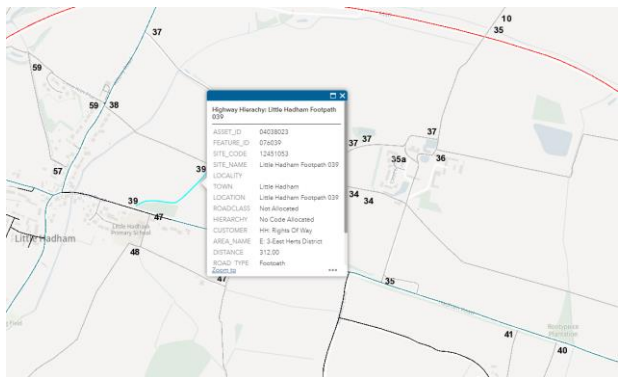 10
35
37
59
59
38
37 37
37
35a
36
57
39
39
47
34
34
48
47
35
41
40
Little Hadham
Little Hadham
Primary School
Plantation
Highway Hierachy: Little Hadham Footpath
039
ASSET_ID 04038023
FEATURE_ID 076039
SITE_CODE 12451053
SITE_NAME Little Hadham Footpath 039
LOCALITY
TOWN Little Hadham
LOCATION Little Hadham Footpath 039
ROADCLASS Not Allocated
HIERARCHY No Code Allocated
CUSTOMER HH: Rights Of Way
AREA_NAME E: 3-East Herts District
DISTANCE 312.00
ROAD_TYPE Footpath
Zoom to
...